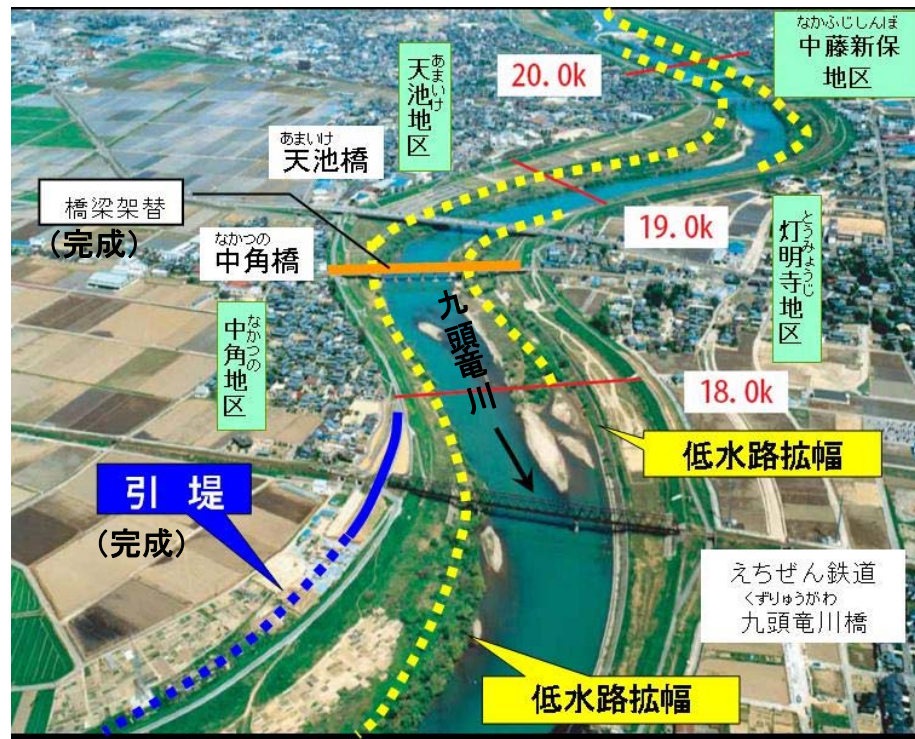 なかふじしんぼ
中藤新保
地区
20.0k
あまいけ
天池地区
あまいけ
天池橋
橋梁架替
(完成)
19.0k
とうみょうじ
灯明寺地区
なかつの
中角橋
九頭竜川
なかつの
中角地区
18.0k
低水路拡幅
引堤
(完成)
えちぜん鉄道
くずりゅうがわ
九頭竜川橋
低水路拡幅